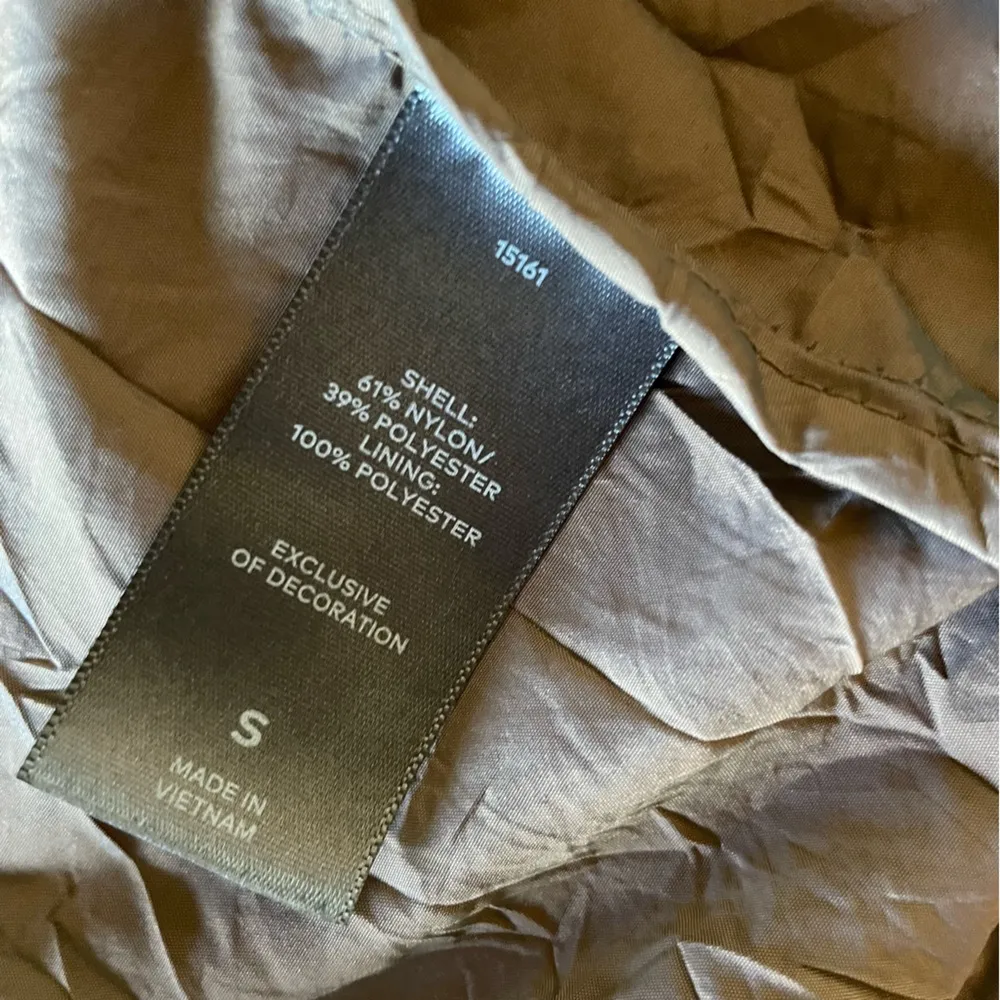 15161
SHELL:
61% NYLON/
39% POLYESTER
LINING:
100% POLYESTER
EXCLUSIVE
OF DECORATION
S
MADE IN
VIETNAM